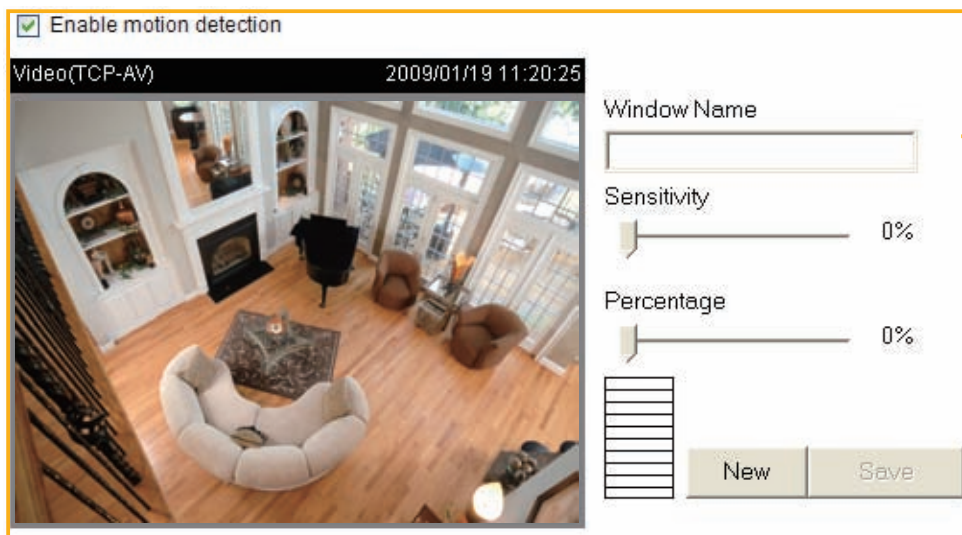 Enable motion detection
Video(TCP-AV) 2009/01/19 11:20:25
Window Name
Sensitivity
0%
Percentage
0%
New Save